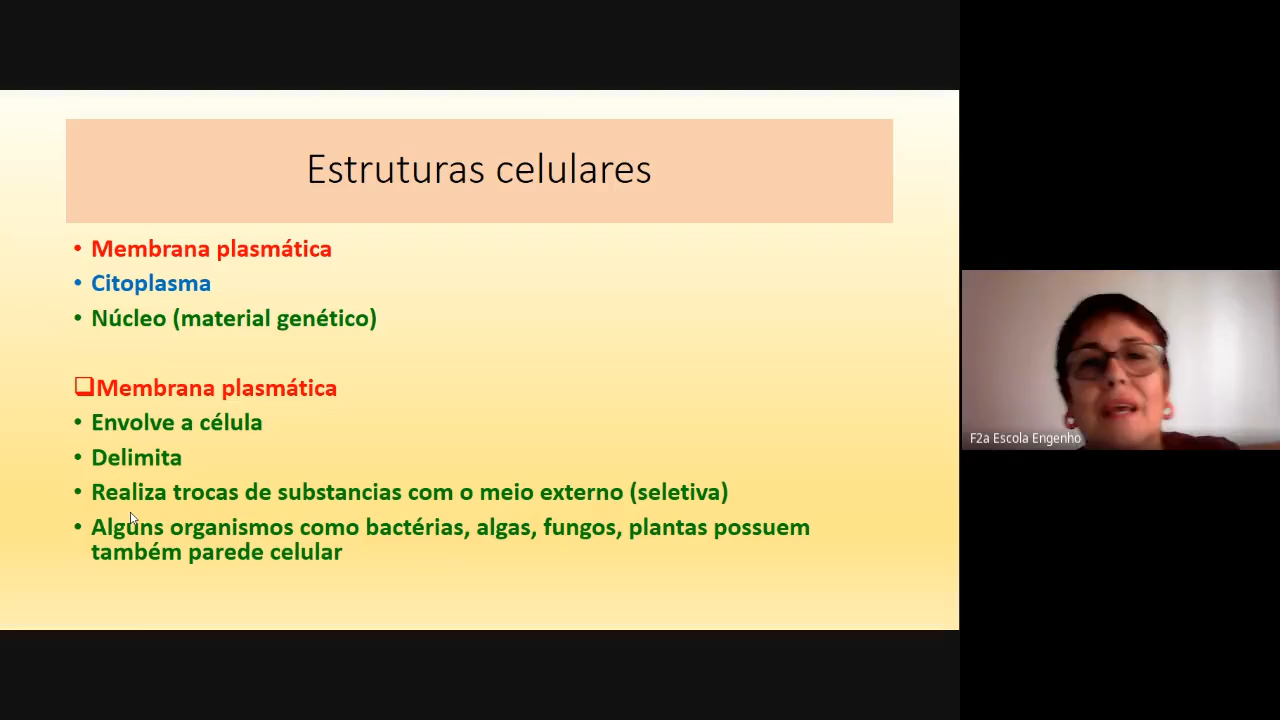 Estruturas celulares
• Membrana plasmática
• Citoplasma
• Núcleo (material genético)
❑Membrana plasmática
• Envolve a célula
• Delimita
• Realiza trocas de substancias com o meio externo (seletiva)
• Alguns organismos como bactérias, algas, fungos, plantas possuem
também parede celular
F2a Escola Engenho